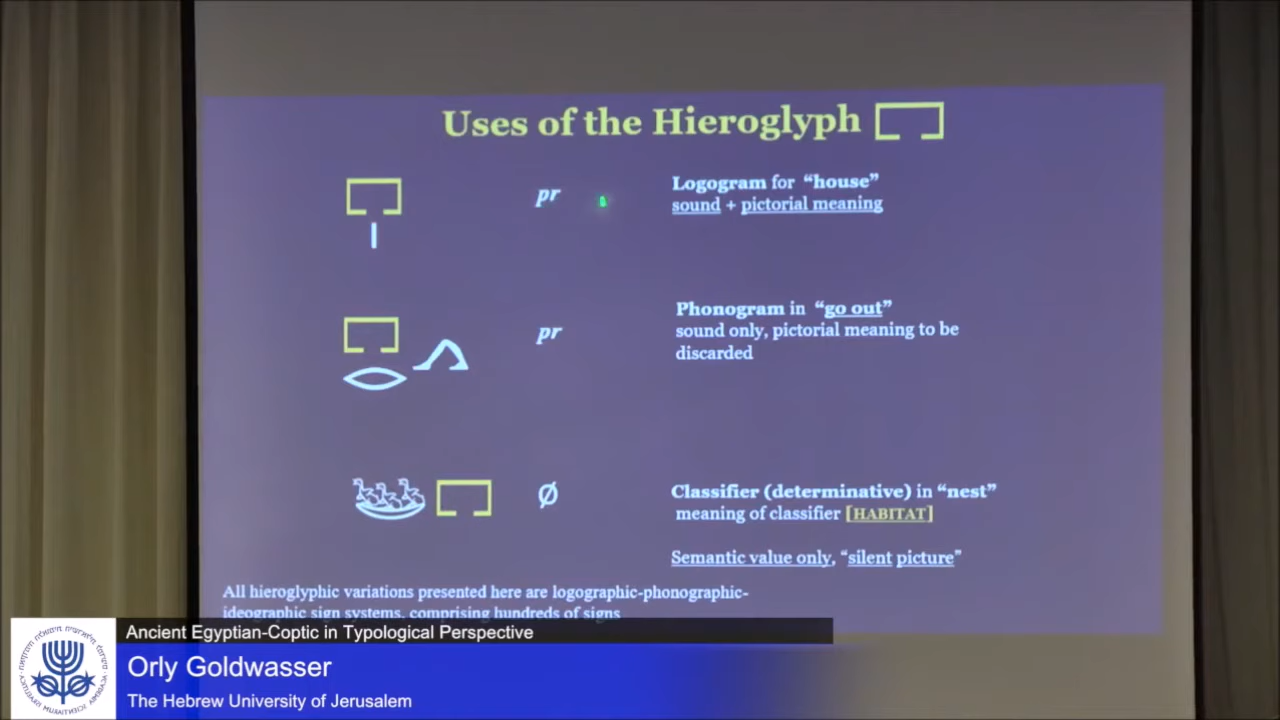 Uses of the Hieroglyph
pr
Logogram for “house”
sound + pictorial meaning
pr
Phonogram in “go out”
sound only, pictorial meaning to be
discarded
Ø
Classifier (determinative) in “nest”
meaning of classifier [HABITAT]
Semantic value only, “silent picture”
All hieroglyphic variations presented here are logographic-phonographic-
ideographic sign systems, comprising hundreds of signs
Ancient Egyptian-Coptic in Typological Perspective
Orly Goldwasser
The Hebrew University of Jerusalem